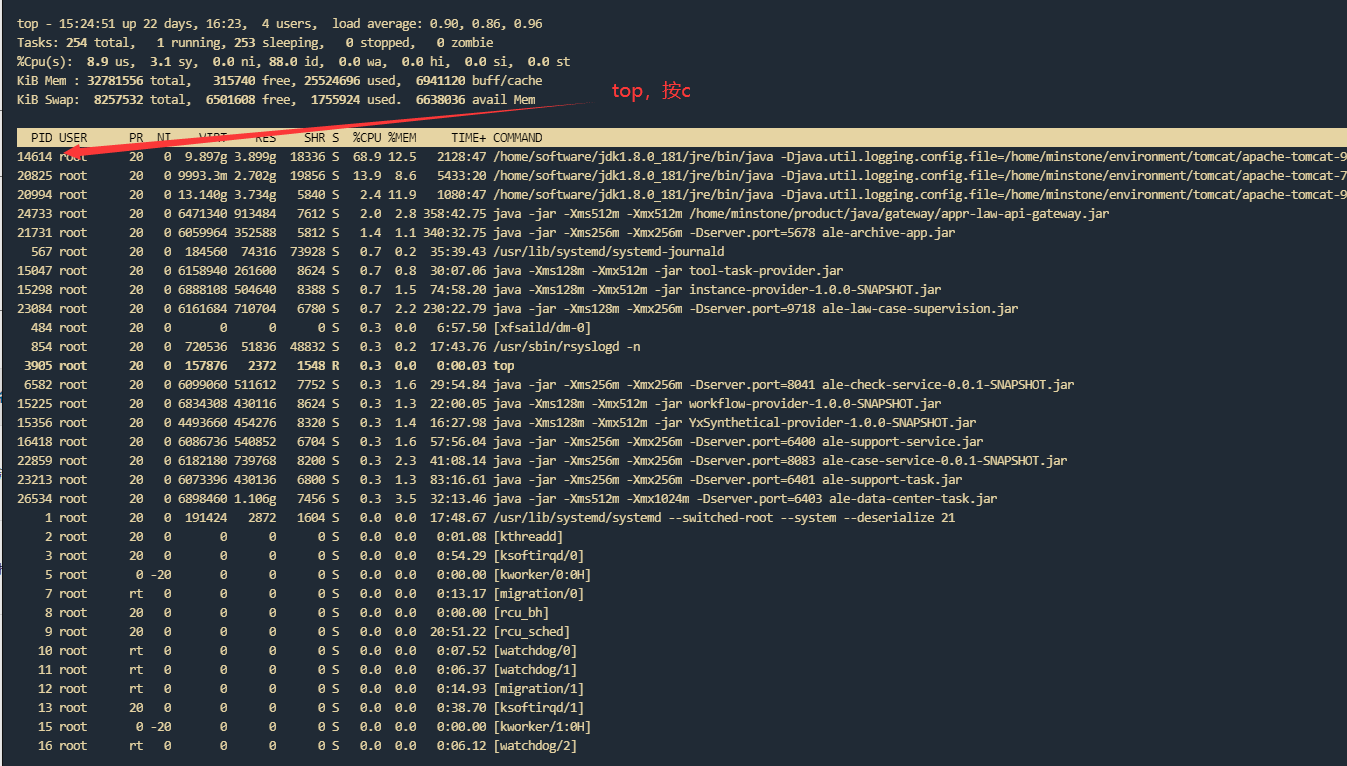 top - 15:24:51 up 22 days, 16:23,  4 users,  load average: 0.90, 0.86, 0.96
Tasks: 254 total,   1 running, 253 sleeping,   0 stopped,   0 zombie
%Cpu(s):  8.9 us,  3.1 sy,  0.0 ni, 88.0 id,  0.0 wa,  0.0 hi,  0.0 si,  0.0 st
KiB Mem : 32781556 total,   315740 free, 25524696 used,  6941120 buff/cache
top，按c
KiB Swap:  8257532 total,  6501608 free,  1755924 used.  6638036 avail Mem
PID USER      PR  NI    VIRT    RES    SHR S  %CPU %MEM     TIME+ COMMAND
14614 root      20   0  9.897g 3.899g  18336 S  68.9 12.5   2128:47 /home/software/jdk1.8.0_181/jre/bin/java -Djava.util.logging.config.file=/home/minstone/environment/tomcat/apache-tomcat-9
20825 root      20   0 9993.3m 2.702g  19856 S  13.9  8.6   5433:20 /home/software/jdk1.8.0_181/jre/bin/java -Djava.util.logging.config.file=/home/minstone/environment/tomcat/apache-tomcat-7
20994 root      20   0 13.140g 3.734g   5840 S   2.4 11.9   1080:47 /home/software/jdk1.8.0_181/jre/bin/java -Djava.util.logging.config.file=/home/minstone/environment/tomcat/apache-tomcat-9
24733 root      20   0 6471340 913484   7612 S   2.0  2.8 358:42.75 java -jar -Xms512m -Xmx512m /home/minstone/product/java/gateway/appr-law-api-gateway.jar
21731 root      20   0 6059964 352588   5812 S   1.4  1.1 340:32.75 java -jar -Xms256m -Xmx256m -Dserver.port=5678 ale-archive-app.jar
567 root      20   0  184560  74316  73928 S   0.7  0.2  35:39.43 /usr/lib/systemd/systemd-journald
15047 root      20   0 6158940 261600   8624 S   0.7  0.8  30:07.06 java -Xms128m -Xmx512m -jar tool-task-provider.jar
15298 root      20   0 6888108 504640   8388 S   0.7  1.5  74:58.20 java -Xms128m -Xmx512m -jar instance-provider-1.0.0-SNAPSHOT.jar
23084 root      20   0 6161684 710704   6780 S   0.7  2.2 230:22.79 java -jar -Xms128m -Xmx256m -Dserver.port=9718 ale-law-case-supervision.jar
484 root      20   0       0      0      0 S   0.3  0.0   6:57.50 [xfsaild/dm-0]
854 root      20   0  720536  51836  48832 S   0.3  0.2  17:43.76 /usr/sbin/rsyslogd -n
3905 root      20   0  157876   2372   1548 R   0.3  0.0   0:00.03 top
6582 root      20   0 6099060 511612   7752 S   0.3  1.6  29:54.84 java -jar -Xms256m -Xmx256m -Dserver.port=8041 ale-check-service-0.0.1-SNAPSHOT.jar
15225 root      20   0 6834308 430116   8624 S   0.3  1.3  22:00.05 java -Xms128m -Xmx512m -jar workflow-provider-1.0.0-SNAPSHOT.jar
15356 root      20   0 4493660 454276   8320 S   0.3  1.4  16:27.98 java -Xms128m -Xmx512m -jar YxSynthetical-provider-1.0.0-SNAPSHOT.jar
16418 root      20   0 6086736 540852   6704 S   0.3  1.6  57:56.04 java -jar -Xms256m -Xmx256m -Dserver.port=6400 ale-support-service.jar
22859 root      20   0 6182180 739768   8200 S   0.3  2.3  41:08.14 java -jar -Xms256m -Xmx256m -Dserver.port=8083 ale-case-service-0.0.1-SNAPSHOT.jar
23213 root      20   0 6073396 430136   6800 S   0.3  1.3  83:16.61 java -jar -Xms256m -Xmx256m -Dserver.port=6401 ale-support-task.jar
26534 root      20   0 6898460 1.106g   7456 S   0.3  3.5  32:13.46 java -jar -Xms512m -Xmx1024m -Dserver.port=6403 ale-data-center-task.jar
1 root      20   0  191424   2872   1604 S   0.0  0.0  17:48.67 /usr/lib/systemd/systemd --switched-root --system --deserialize 21
2 root      20   0       0      0      0 S   0.0  0.0   0:01.08 [kthreadd]
3 root      20   0       0      0      0 S   0.0  0.0   0:54.29 [ksoftirqd/0]
5 root       0 -20       0      0      0 S   0.0  0.0   0:00.00 [kworker/0:0H]
7 root      rt   0       0      0      0 S   0.0  0.0   0:13.17 [migration/0]
8 root      20   0       0      0      0 S   0.0  0.0   0:00.00 [rcu_bh]
9 root      20   0       0      0      0 S   0.0  0.0  20:51.22 [rcu_sched]
10 root      rt   0       0      0      0 S   0.0  0.0   0:07.52 [watchdog/0]
11 root      rt   0       0      0      0 S   0.0  0.0   0:06.37 [watchdog/1]
12 root      rt   0       0      0      0 S   0.0  0.0   0:14.93 [migration/1]
13 root      20   0       0      0      0 S   0.0  0.0   0:38.70 [ksoftirqd/1]
15 root       0 -20       0      0      0 S   0.0  0.0   0:00.00 [kworker/1:0H]
16 root      rt   0       0      0      0 S   0.0  0.0   0:06.12 [watchdog/2]